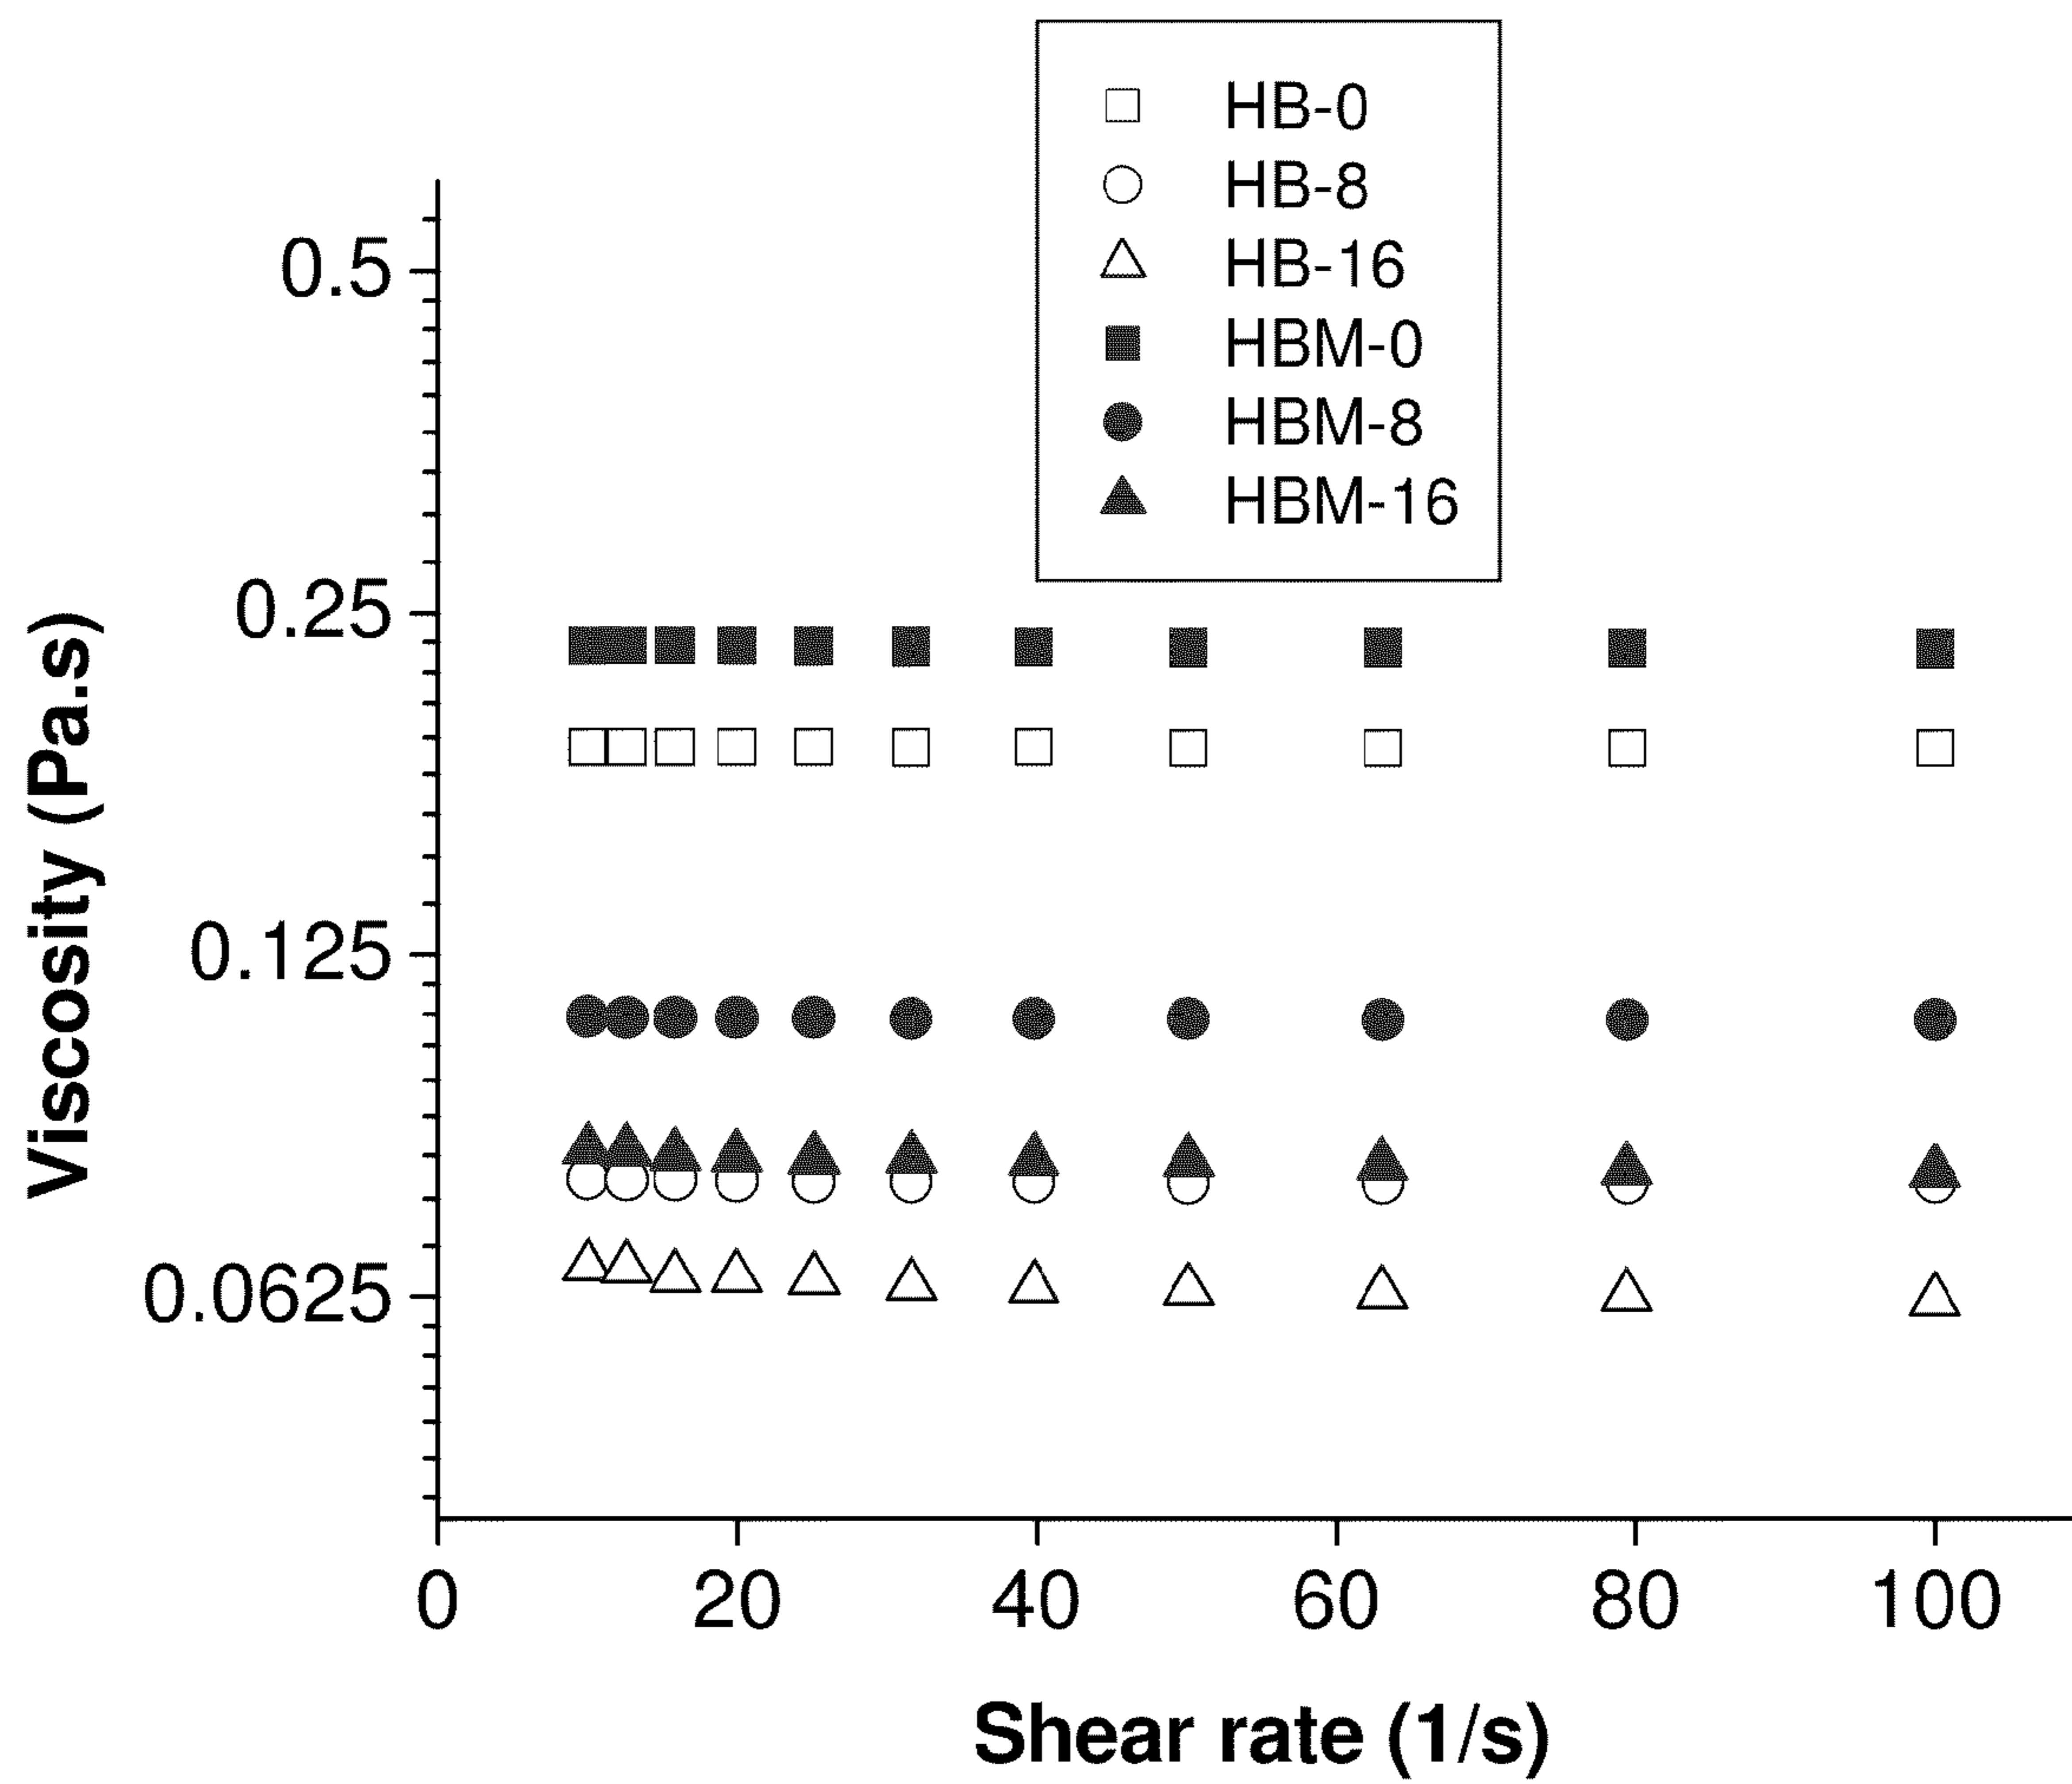 HB-0
HB-8
HB-16
HBM-0
HBM-8
HBM-16
0.5
0.25
0.125
0.0625
Viscosity (Pa.s)
0 20 40 60 80 100
Shear rate (1/s)